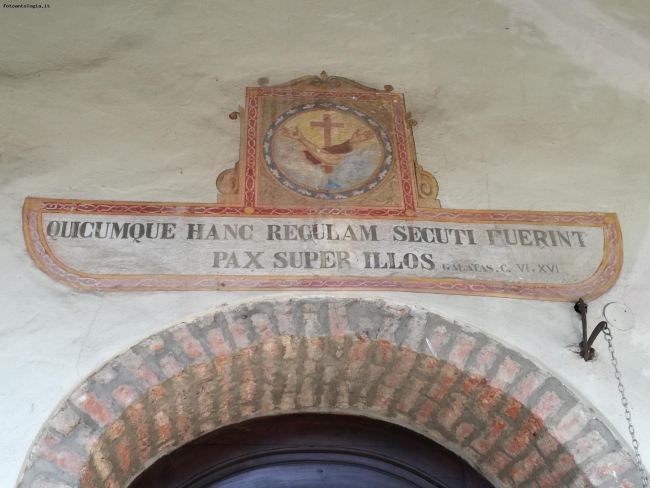 fotoantologia.it
QUICUMQUE HANC REGULAM SECUTI FUERINT
PAX SUPER ILLOS GALATAS. C. VI. XVI